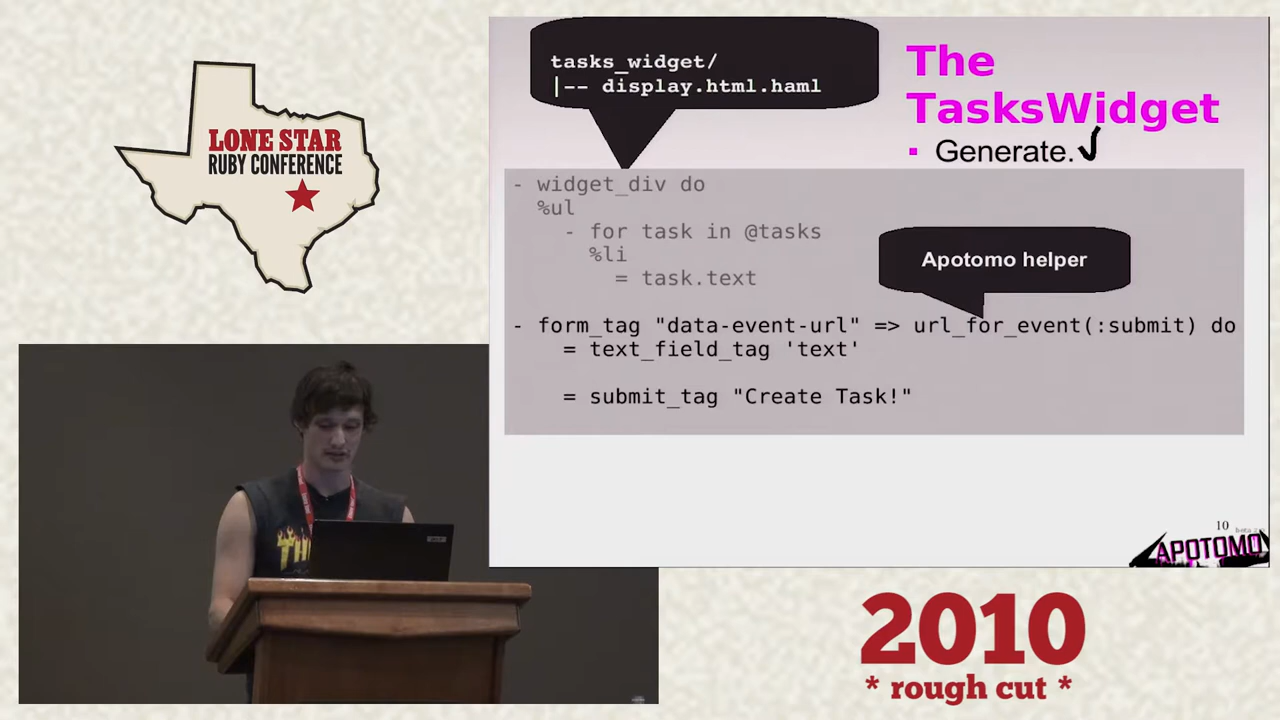 LONE STAR
RUBY CONFERENCE
tasks_widget/
|-- display.html.haml
The
TasksWidget
▪ Generate.✓
- widget_div do
%ul
- for task in @tasks
%li
= task.text
Apotomo helper
- form_tag "data-event-url" => url_for_event(:submit) do
= text_field_tag 'text'
= submit_tag "Create Task!"
10
APOTOMO
2010
* rough cut *